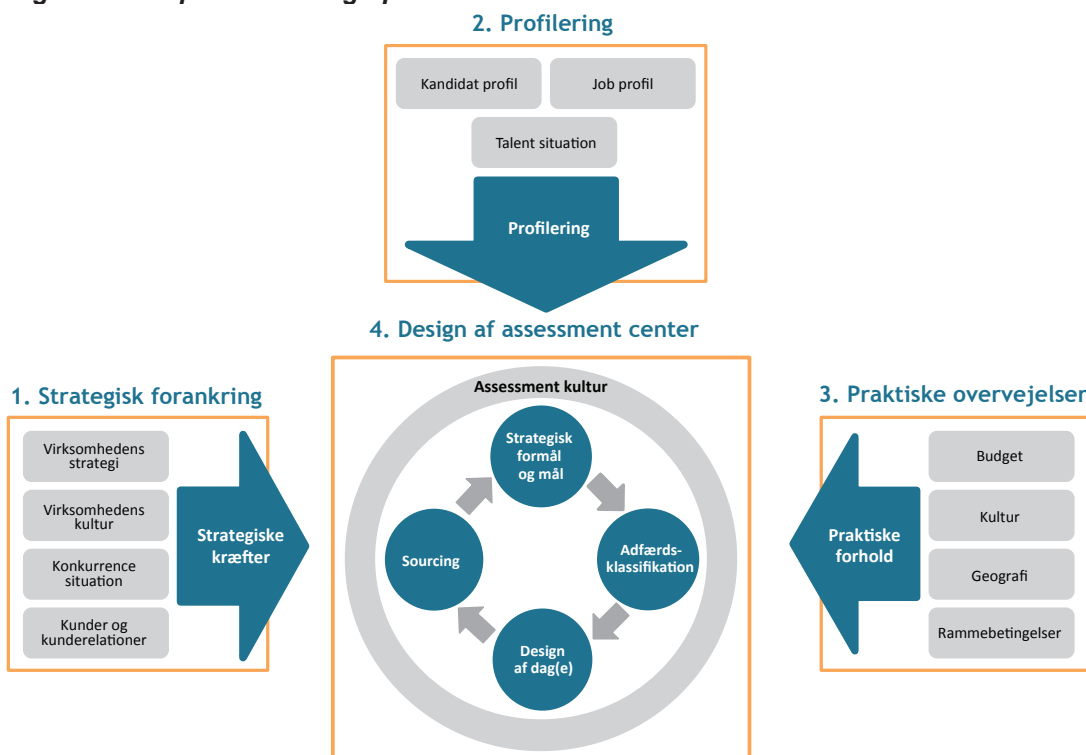 2. Profilering
Kandidat profil
Job profil
Talent situation
Profilering
4. Design af assessment center
1. Strategisk forankring
Virksomhedens
strategi
Virksomhedens
kultur
Konkurrence
situation
Kunder og
kunderelationer
Strategiske
kræfter
Assessment kultur
Strategisk
formål
og mål
Adfærds-
klassifikation
Design
af dag(e)
Sourcing
3. Praktiske overvejelser
Praktiske
forhold
Budget
Kultur
Geografi
Rammebetingelser